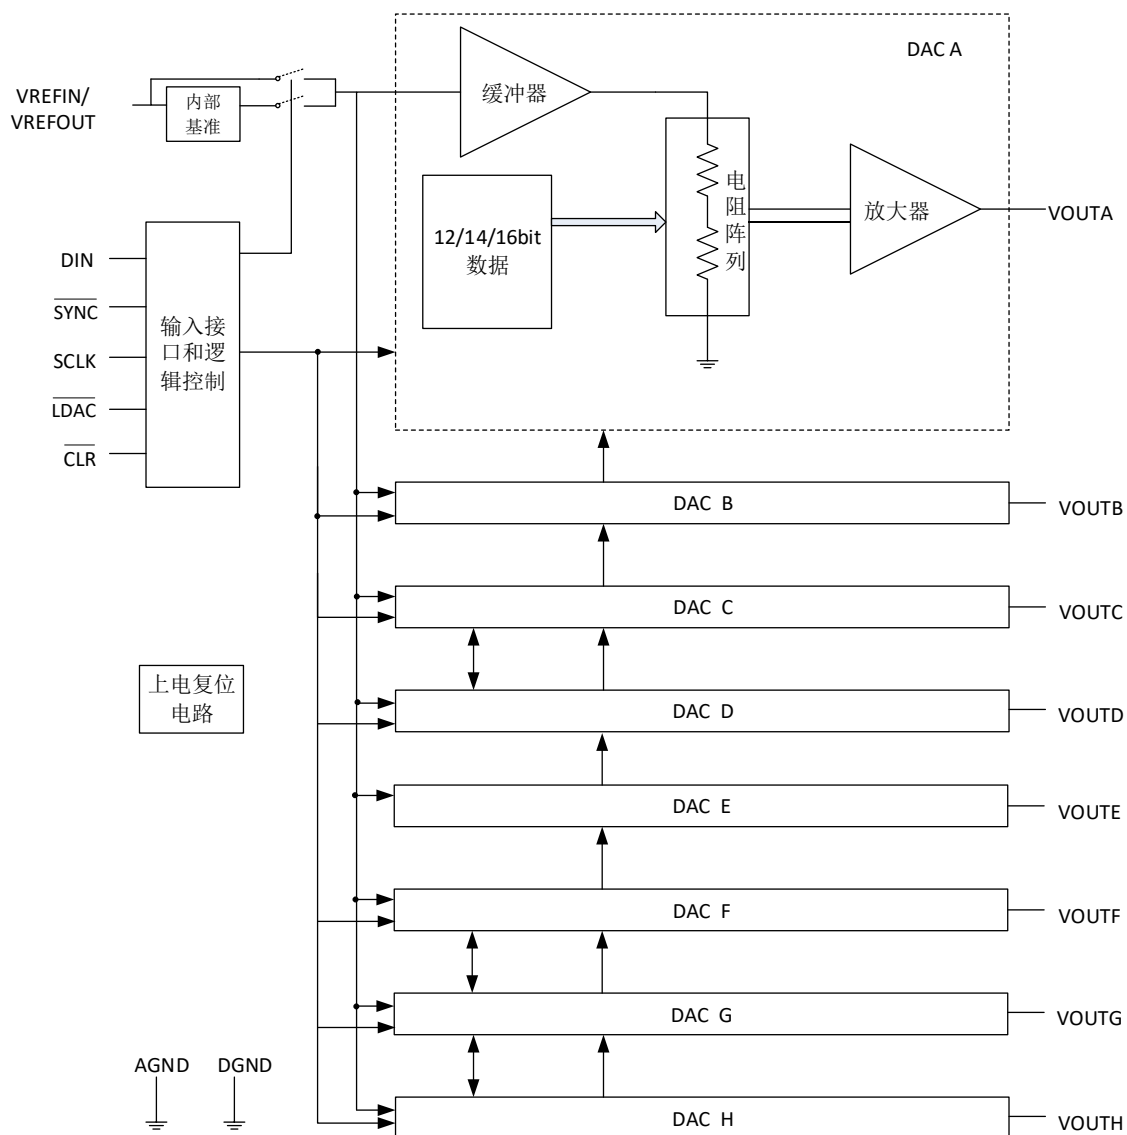 DAC A
VREFIN/
VREFOUT
内部
基准
缓冲器
电
阻
阵
列
放大器
VOUTA
12/14/16bit
数据
DIN
SYNC
SCLK
LDAC
CLR
输入接
口和逻
辑控制
DAC B
VOUTB
DAC C
VOUTC
上电复位
电路
DAC D
VOUTD
DAC E
VOUTE
DAC F
VOUTF
DAC G
VOUTG
AGND
DGND
DAC H
VOUTH